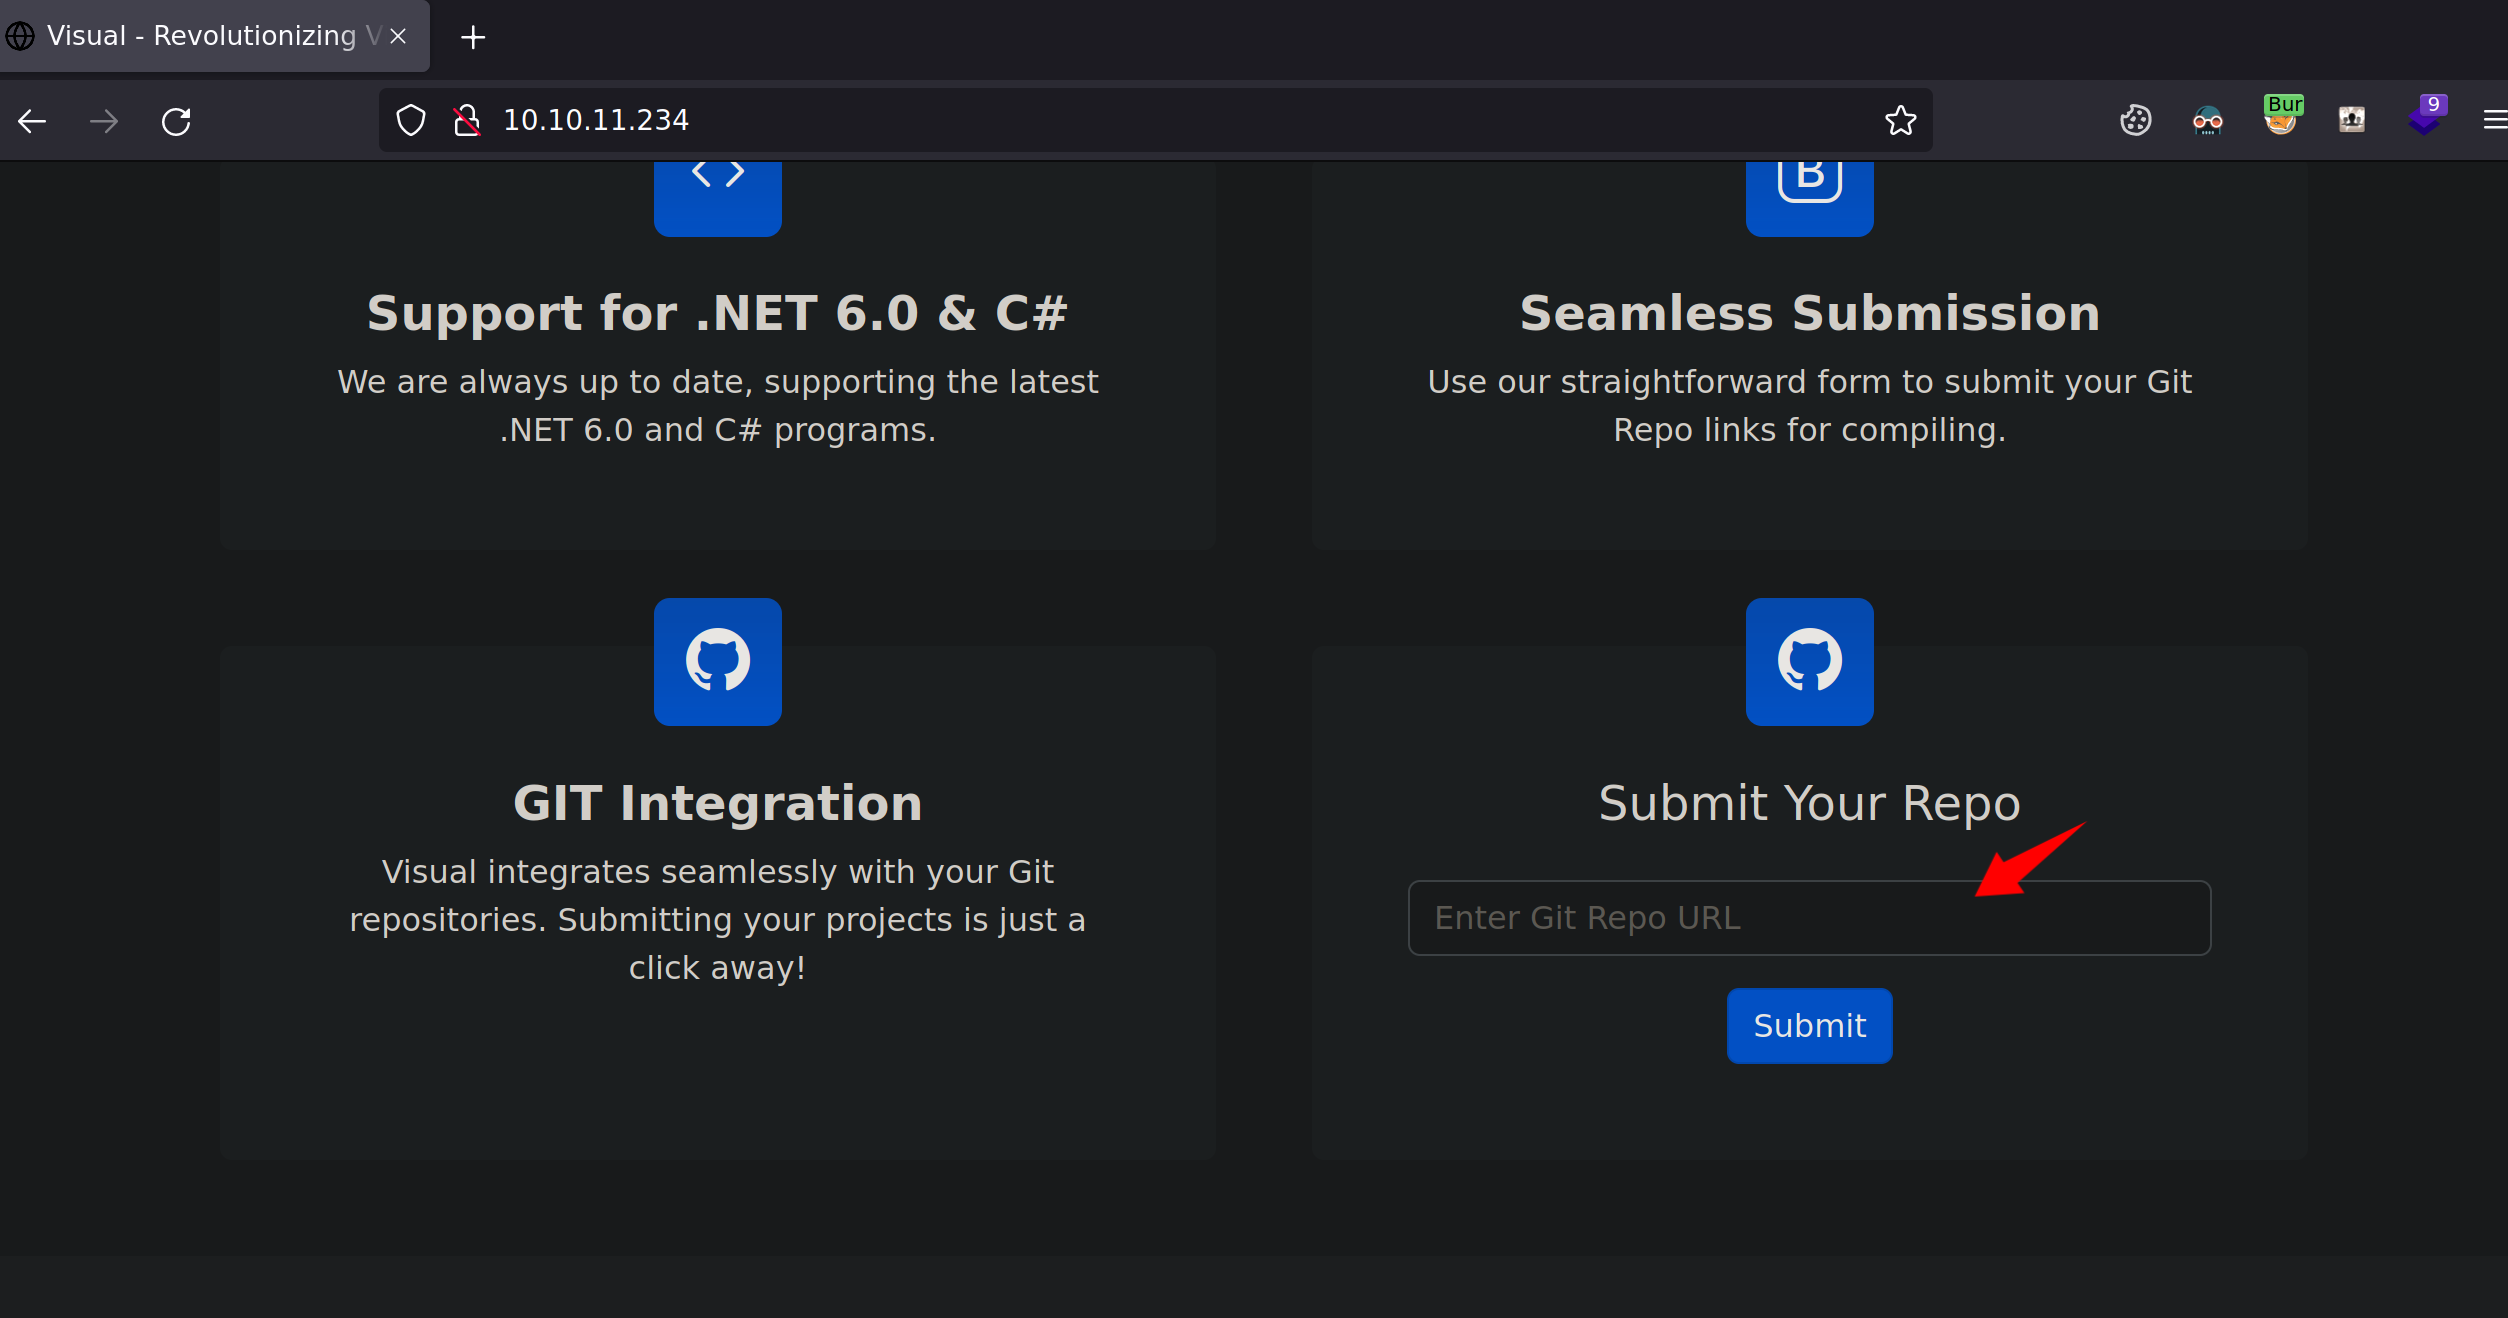 Visual - Revolutionizing V
10.10.11.234
Bur
9
B
Support for .NET 6.0 & C#
We are always up to date, supporting the latest
.NET 6.0 and C# programs.
Seamless Submission
Use our straightforward form to submit your Git
Repo links for compiling.
GIT Integration
Visual integrates seamlessly with your Git
repositories. Submitting your projects is just a
click away!
Submit Your Repo
Enter Git Repo URL
Submit